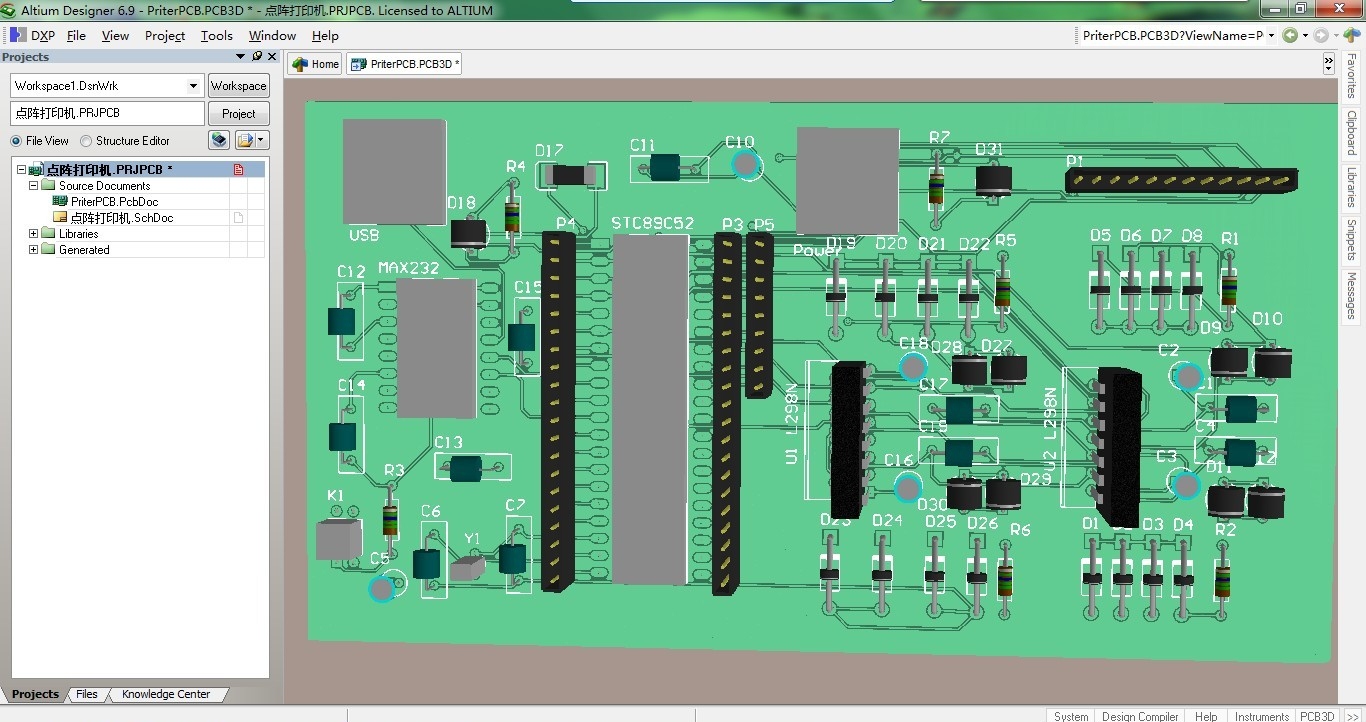 Altium Designer 6.9 - PriterPCB.PCB3D * - 点阵打印机.PRJPCB. Licensed to ALTIUM
DXP File View Project Tools Window Help
PriterPCB.PCB3D?ViewName=P
Projects
Home PriterPCB.PCB3D *
Workspace1.DsnWrk Workspace
点阵打印机.PRJPCB Project
File View Structure Editor
点阵打印机.PRJPCB *
Source Documents
PriterPCB.PcbDoc
点阵打印机.SchDoc
Libraries
Generated
Favorites
Clipboard
Libraries
Snippets
Messages
USB
D18
R4
D17
C11
C10
R7
D31
P1
P4
STC89C52
P3 P5
Power
D19 D20 D21 D22 R5
D5 D6 D7 D8 R1
C12
MAX232
C15
C18 D28 D27
D9 D10
C2
C17
C14
U1 L298N
U2 L298N
C4
C13
C16
C3
D11
D29
D30
K1
R3
C6
Y1
C7
C5
D23 D24 D25 D26 R6
D1 D3 D4 R2
Projects Files Knowledge Center
System Design Compiler Help Instruments PCB3D >>